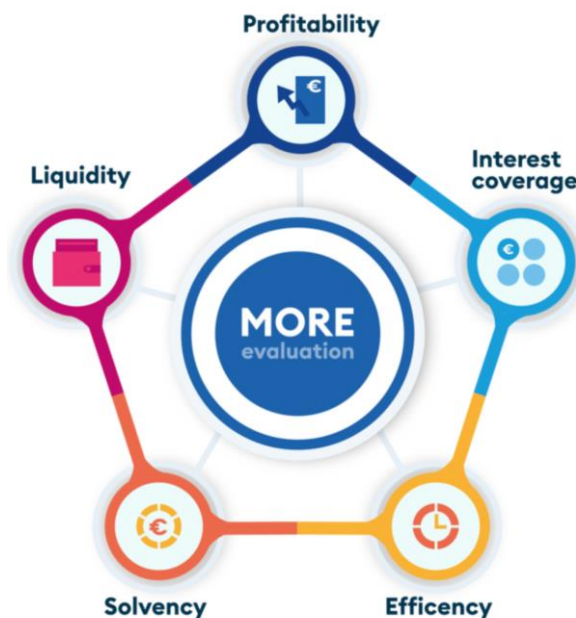 Profitability
€
Liquidity
Interest
coverage
€
MORE
evaluation
€
Solvency
Efficency